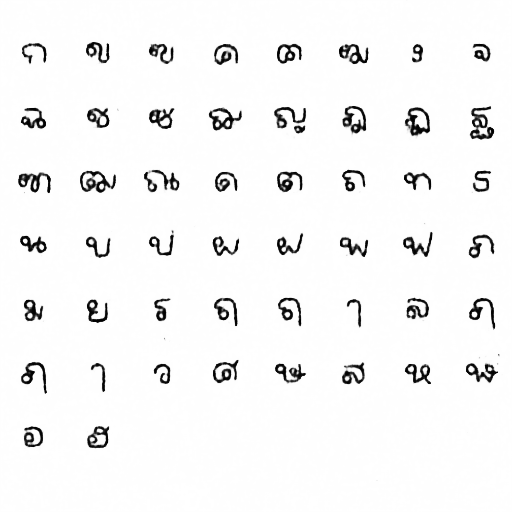 ก ข ฃ ค ฅ ฆ ง จ
ฉ ช ซ ฌ ญ ฎ ฏ ฐ
ฑ ฒ ณ ด ต ถ ท ธ
น บ ป ผ ฝ พ ฟ ภ
ม ย ร ฤ ฤ ๅ ล ฦ
ฦ ๅ ว ศ ษ ส ห ฬ
อ ฮ